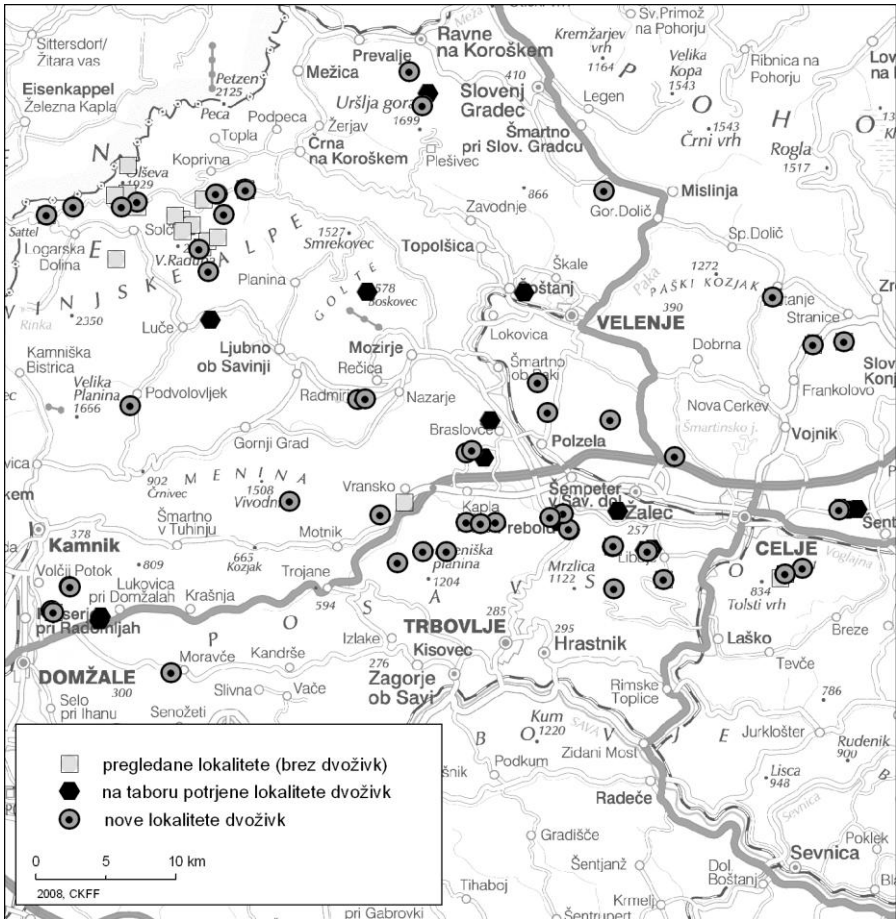 Sittersdorf/
Žitara vas
Eisenkappel
Železna Kapla
Petzen
2125
Peca
Mežica
Prevalje
Ravne
na Koroškem
Meža
Kremžarjev
vrh
1164
Sv. Primož
na Pohorju
Velika
Kopa
1543
Ribnica na
Pohorju
410
Slovenj
Gradec
Legen
Uršlja gora
1699
Šmartno
pri Slov. Gradcu
1543
Črni vrh
Rogla
1517
Podpeca
Topla
Žerjav
Črna
na Koroškem
Plešivec
Koprivna
Olševa
1929
866
Zavodnje
Mislinja
Gor. Dolič
Sp. Dolič
Sattel
Logarska
Dolina
1527
Smrekovec
Topolšica
Škale
Šoštanj
Paka
1272
PAŠKI KOZJAK
390
Planina
GOLTE
Stranice
Rinka
2350
Luče
Lokovica
VELENJE
Kamniška
Bistrica
Ljubno
ob Savinji
Mozirje
Rečica
Šmartno
ob Paki
Dobrna
Frankolovo
Velika
Planina
1666
Podvolovljek
Nazarje
Nova Cerkev
Šmartinsko j.
Vojnik
Gornji Grad
Braslovče
Polzela
902
Črnivec
MENINA
1508
Vransko
Kapla
Šempeter
v Sav. dol.
Žalec
257
378
Kamnik
Šmartno
v Tuhinju
Motnik
665
Kozjak
CELJE
Voglajna
Volčji Potok
809
Lukovica
pri Domžalah
Krašnja
Trojane
594
1204
Mrzlica
1122
834
Tolsti vrh
285
TRBOVLJE
295
Hrastnik
Laško
Breze
Tevče
Izlake
Kisovec
276
Zagorje
ob Savi
Moravče
Kandrše
DOMŽALE
300
Slivna
Vače
Selo
pri Ihanu
Senožeti
Rimske
Toplice
786
Kum
1220
SAVA
Zidani Most
Jurklošter
Rudenik
900
Podkum
Lisca
948
Radeče
Sevnica
Gradišče
Poklek
Šentjanž
Dol.
Boštanj
Sevnica
Tihaboj
Krmelj
pri Gabrovki
Šentrupert
pregledane lokalitete (brez dvoživk)
na taboru potrjene lokalitete dvoživk
nove lokalitete dvoživk
0 5 10 km
2008, CKFF